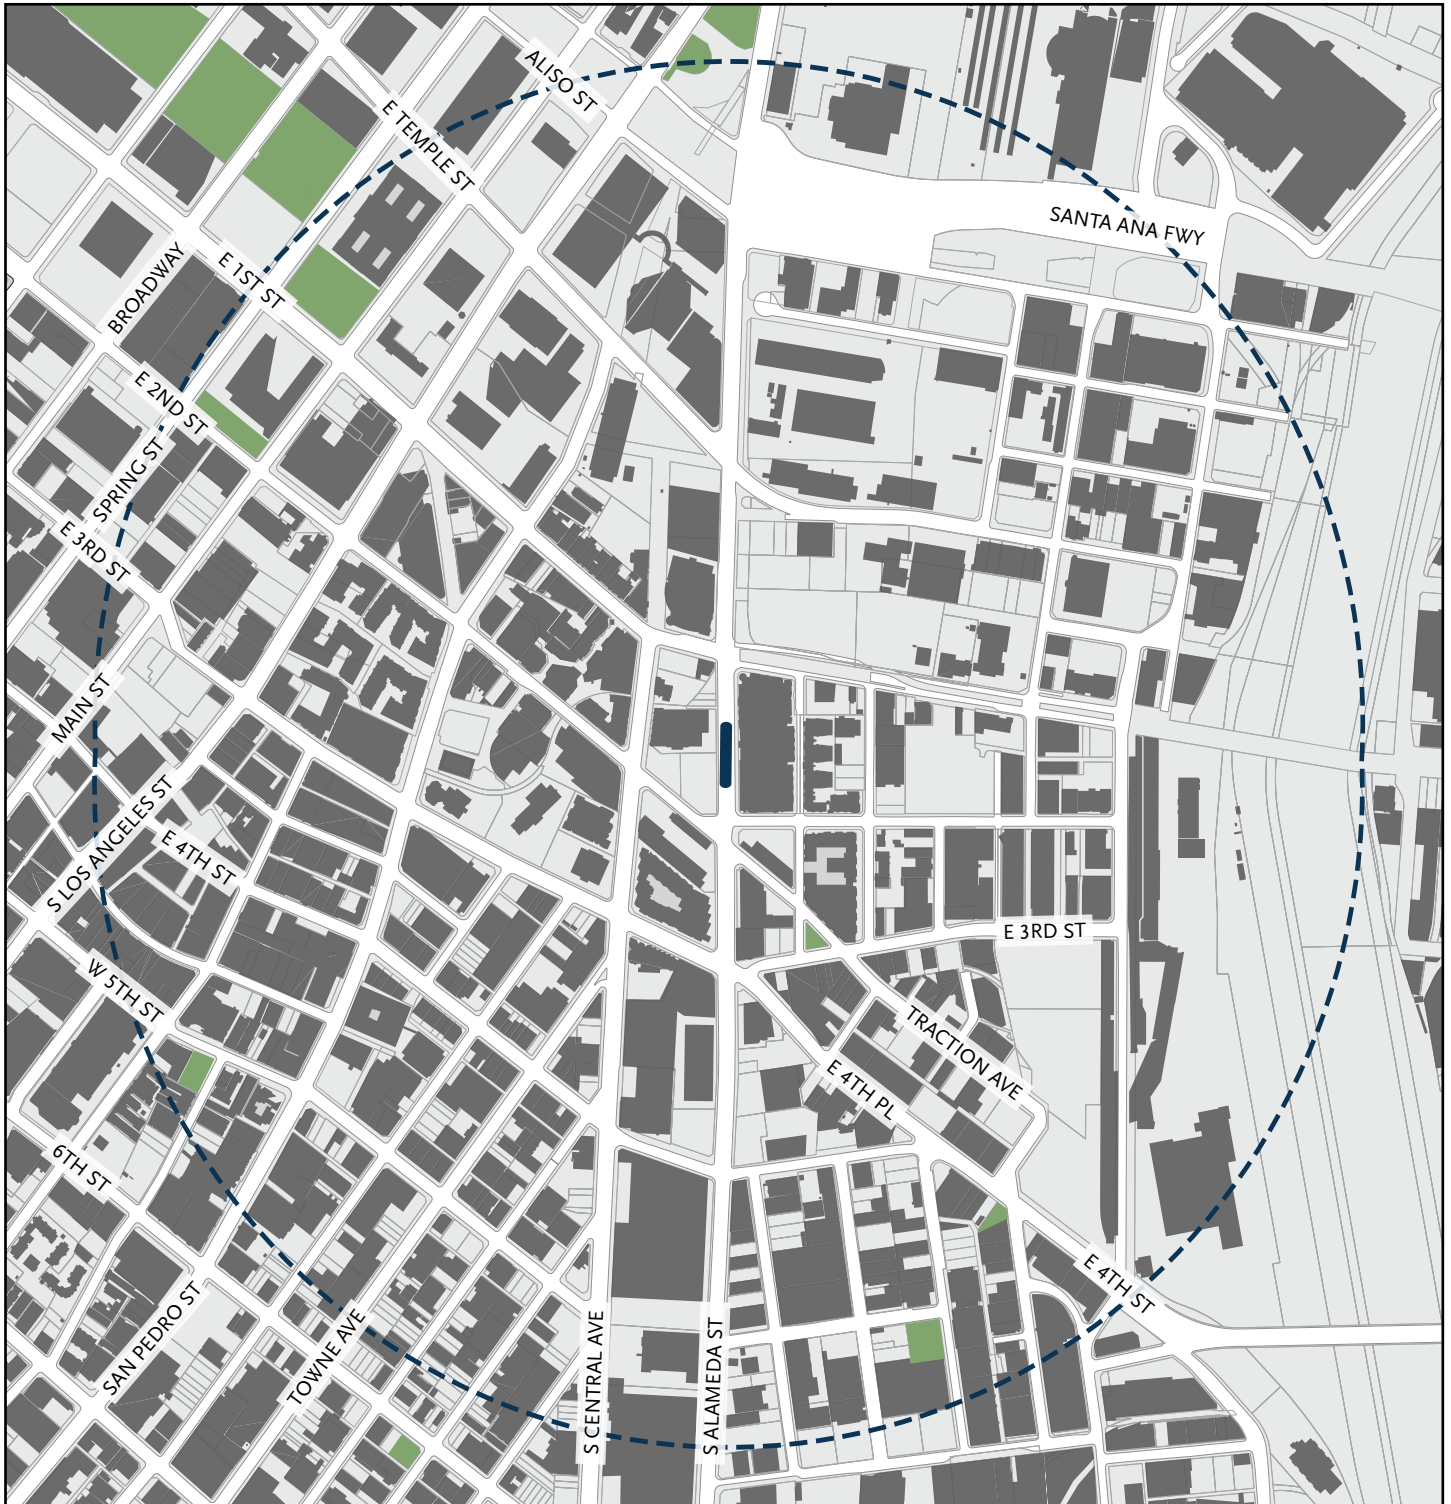 ALISO ST
E TEMPLE ST
SANTA ANA FWY
BROADWAY
E 1ST ST
E 2ND ST
SPRING ST
E 3RD ST
MAIN ST
S LOS ANGELES ST
E 4TH ST
E 3RD ST
W 5TH ST
TRACTION AVE
E 4TH PL
6TH ST
E 4TH ST
SAN PEDRO ST
TOWNE AVE
S CENTRAL AVE
S ALAMEDA ST